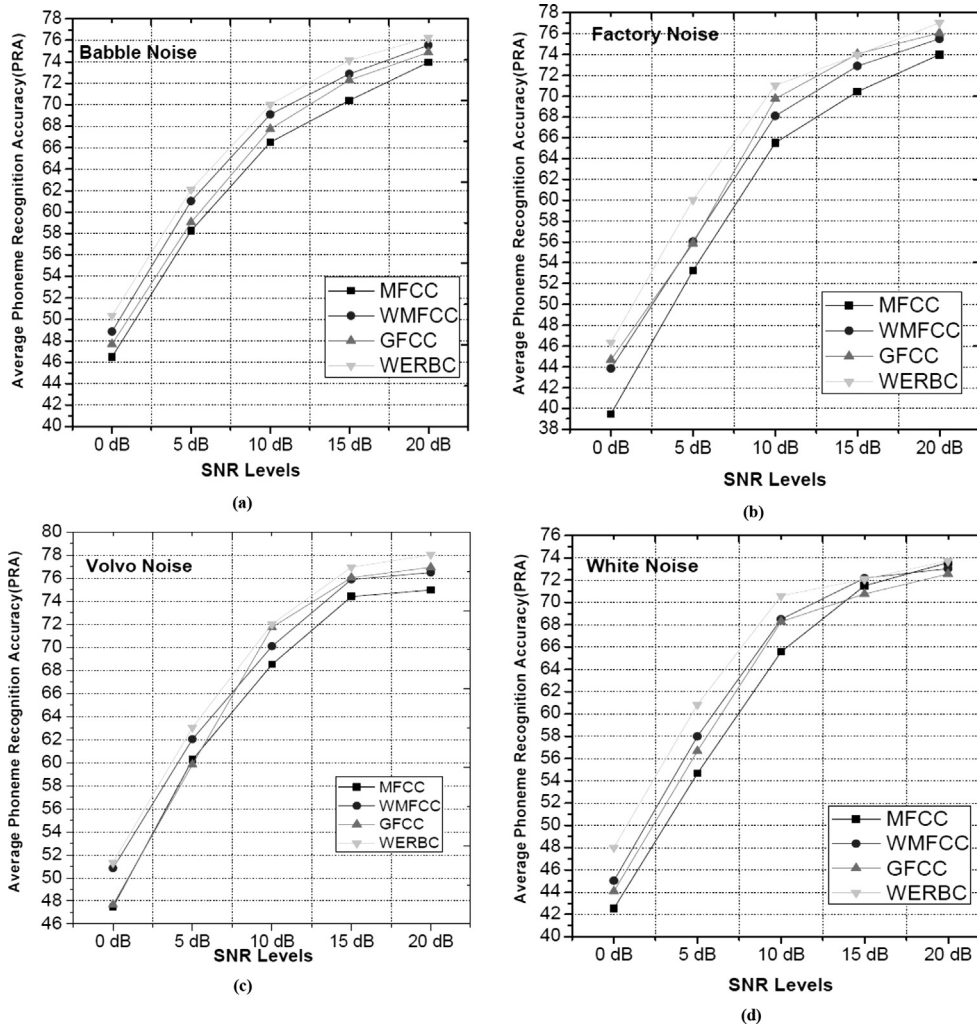 Babble Noise
Average Phoneme Recognition Accuracy(PRA)
78
76
74
72
70
68
66
64
62
60
58
56
54
52
50
48
46
44
42
40
0 dB 5 dB 10 dB 15 dB 20 dB
SNR Levels
MFCC
WMFCC
GFCC
WERBC
(a)
Factory Noise
Average Phoneme Recognition Accuracy(PRA)
78
76
74
72
70
68
66
64
62
60
58
56
54
52
50
48
46
44
42
40
38
0 dB 5 dB 10 dB 15 dB 20 dB
SNR Levels
MFCC
WMFCC
GFCC
WERBC
(b)
Volvo Noise
Average Phoneme Recognition Accuracy(PRA)
80
78
76
74
72
70
68
66
64
62
60
58
56
54
52
50
48
46
0 dB 5 dB 10 dB 15 dB 20 dB
SNR Levels
MFCC
WMFCC
GFCC
WERBC
(c)
White Noise
Average Phoneme Recognition Accuracy(PRA)
76
74
72
70
68
66
64
62
60
58
56
54
52
50
48
46
44
42
40
0 dB 5 dB 10 dB 15 dB 20 dB
SNR Levels
MFCC
WMFCC
GFCC
WERBC
(d)